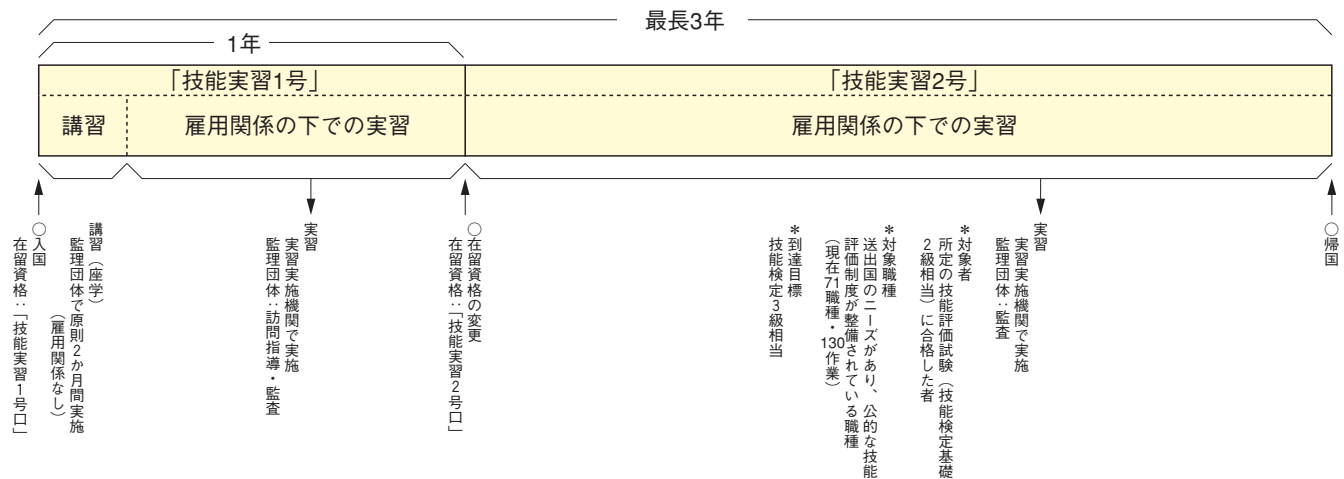 最長3年
1年
「技能実習1号」
「技能実習2号」
講習
雇用関係の下での実習
雇用関係の下での実習
○入国
在留資格：「技能実習1号ロ」
講習（座学）
監理団体で原則2か月間実施
（雇用関係なし）
実習
実習実施機関で実施
監理団体：訪問指導・監査
○在留資格の変更
在留資格：「技能実習2号ロ」
実習
実習実施機関で実施
監理団体：監査
＊対象者
所定の技能評価試験（技能検定基礎
2級相当）に合格した者
＊対象職種
送出国のニーズがあり、公的な技能
評価制度が整備されている職種
（現在71職種・130作業）
＊到達目標
技能検定3級相当
○帰国